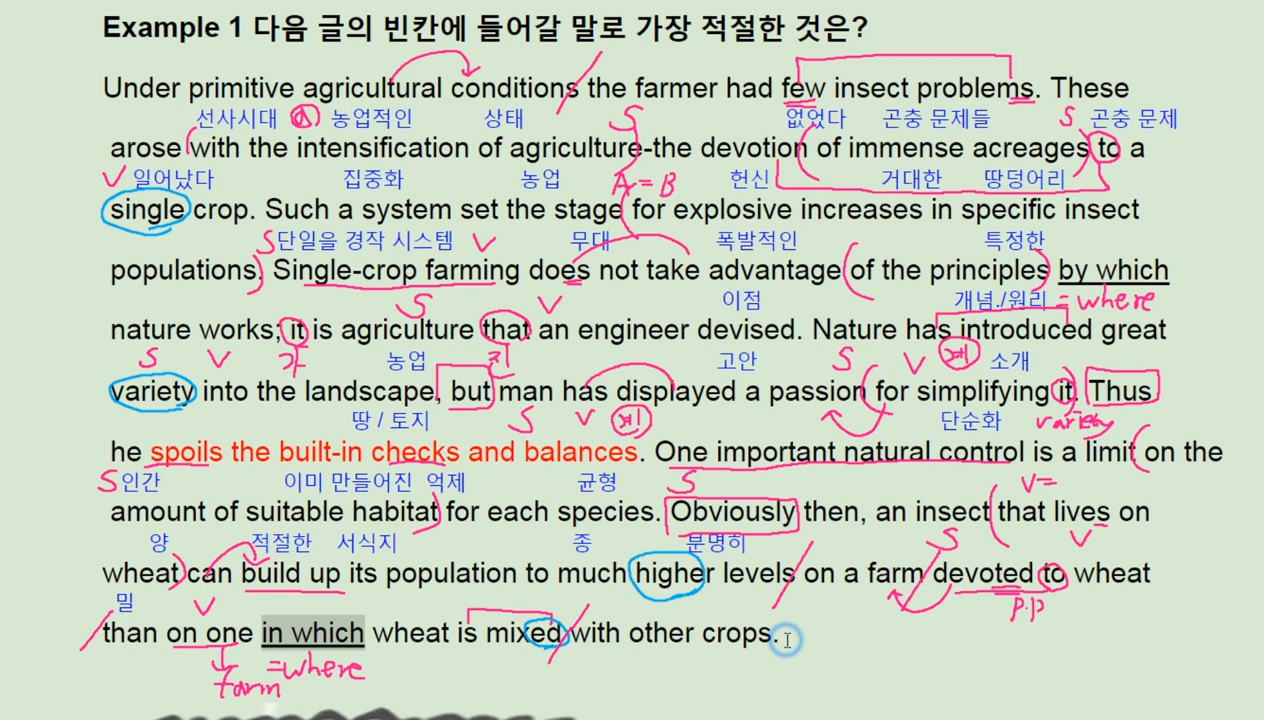 Example 1 다음 글의 빈칸에 들어갈 말로 가장 적절한 것은?
Under primitive agricultural conditions the farmer had few insect problems. These
선사시대 농업적인 상태 S 없었다 곤충 문제들 S 곤충 문제
arose with the intensification of agriculture-the devotion of immense acreages to a
V 일어났다 집중화 농업 A = B 헌신 거대한 땅덩어리
single crop. Such a system set the stage for explosive increases in specific insect
S 단일을 경작 시스템 V 무대 폭발적인 특정한
populations. Single-crop farming does not take advantage of the principles by which
S V 이점 개념./원리 =where
nature works; it is agriculture that an engineer devised. Nature has introduced great
S V 가 농업 고안 S V 소개
variety into the landscape, but man has displayed a passion for simplifying it. Thus
땅 / 토지 S V 단순화 variety
he spoils the built-in checks and balances. One important natural control is a limit on the
S 인간 이미 만들어진 억제 균형 S V=
amount of suitable habitat for each species. Obviously then, an insect that lives on
양 적절한 서식지 종 분명히 S V
wheat can build up its population to much higher levels on a farm devoted to wheat
밀 V p.p
than on one in which wheat is mixed with other crops.
farm =where